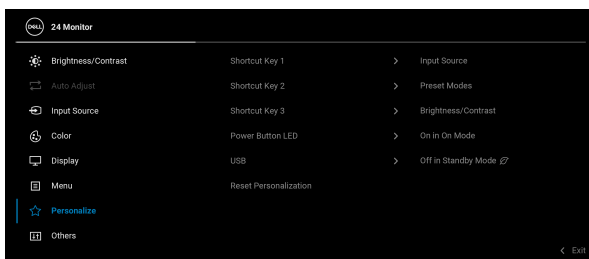 DELL 24 Monitor
Brightness/Contrast Shortcut Key 1 > Input Source
Auto Adjust Shortcut Key 2 > Preset Modes
Input Source Shortcut Key 3 > Brightness/Contrast
Color Power Button LED > On in On Mode
Display USB > Off in Standby Mode
Menu Reset Personalization
Personalize
Others
< Exit